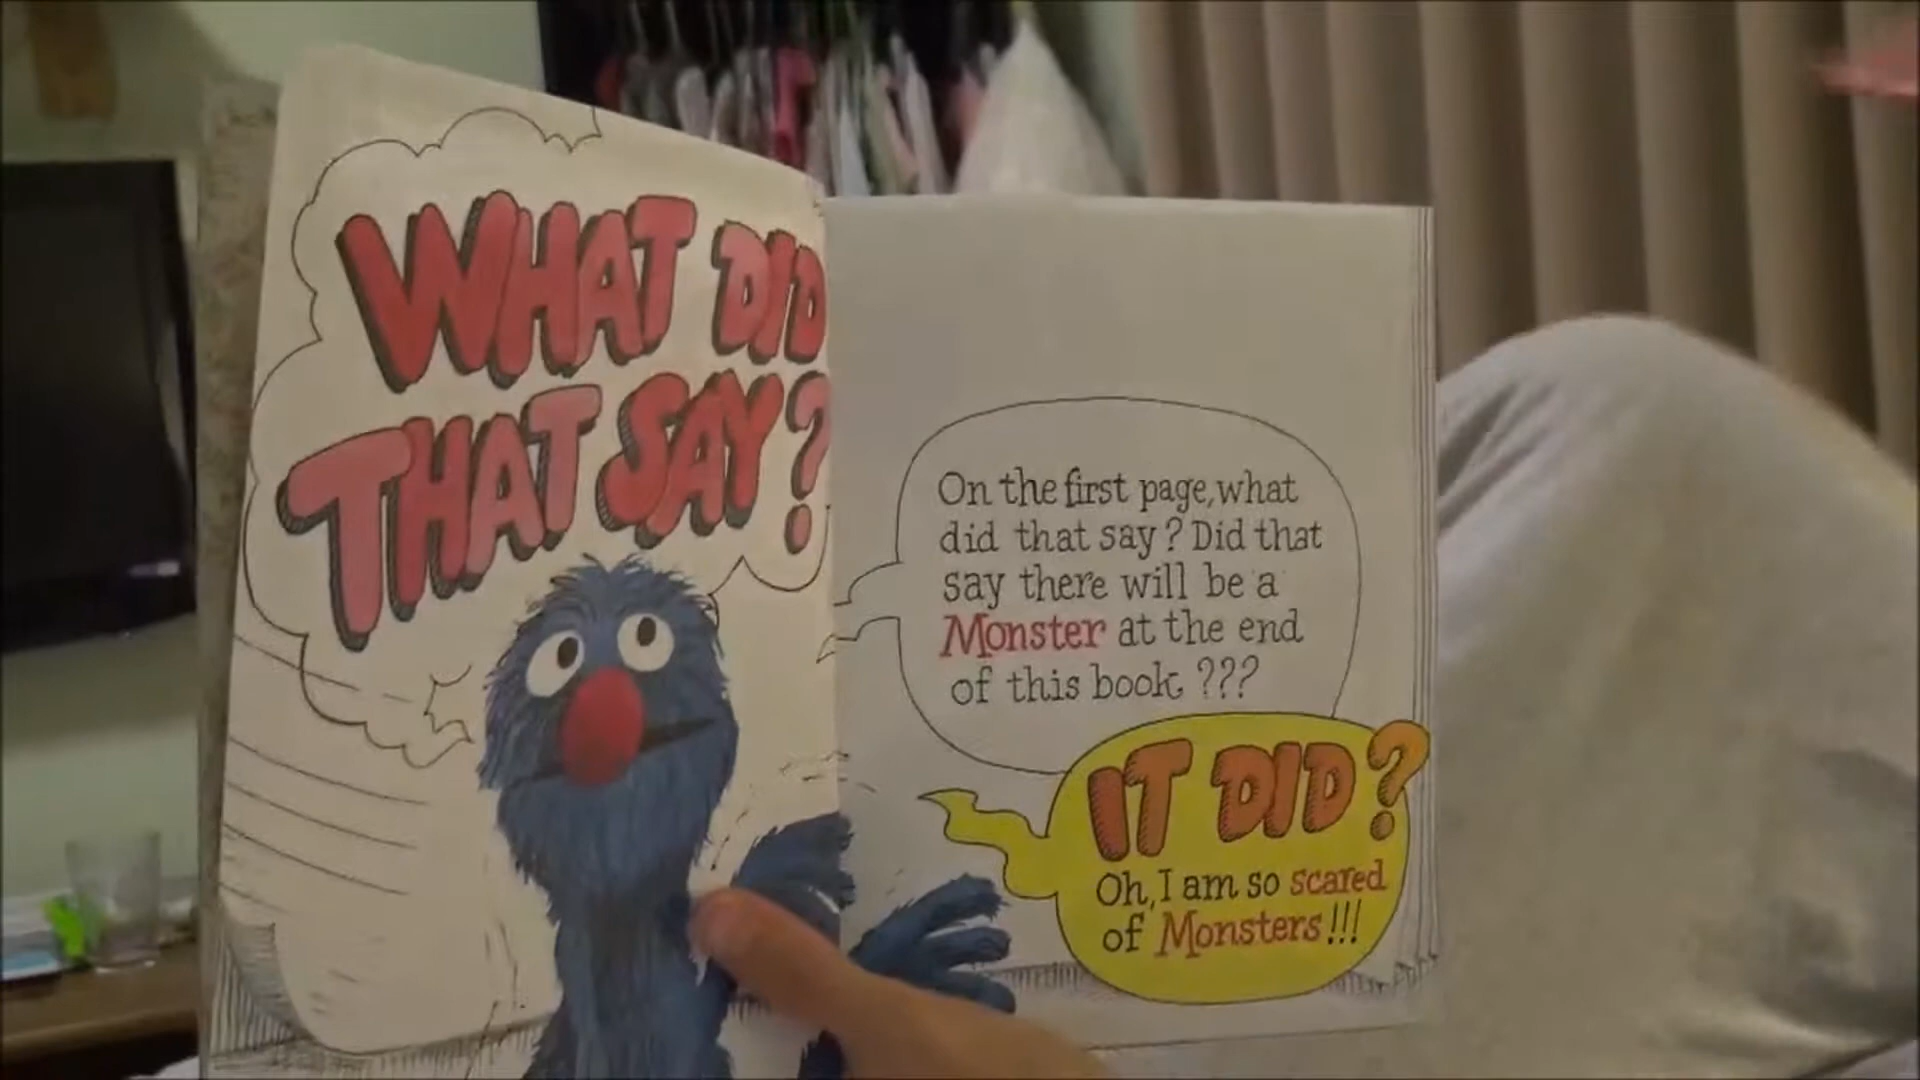 WHAT DID
THAT SAY?
On the first page, what
did that say? Did that
say there will be a
Monster at the end
of this book ???
IT DID?
Oh, I am so scared
of Monsters!!!